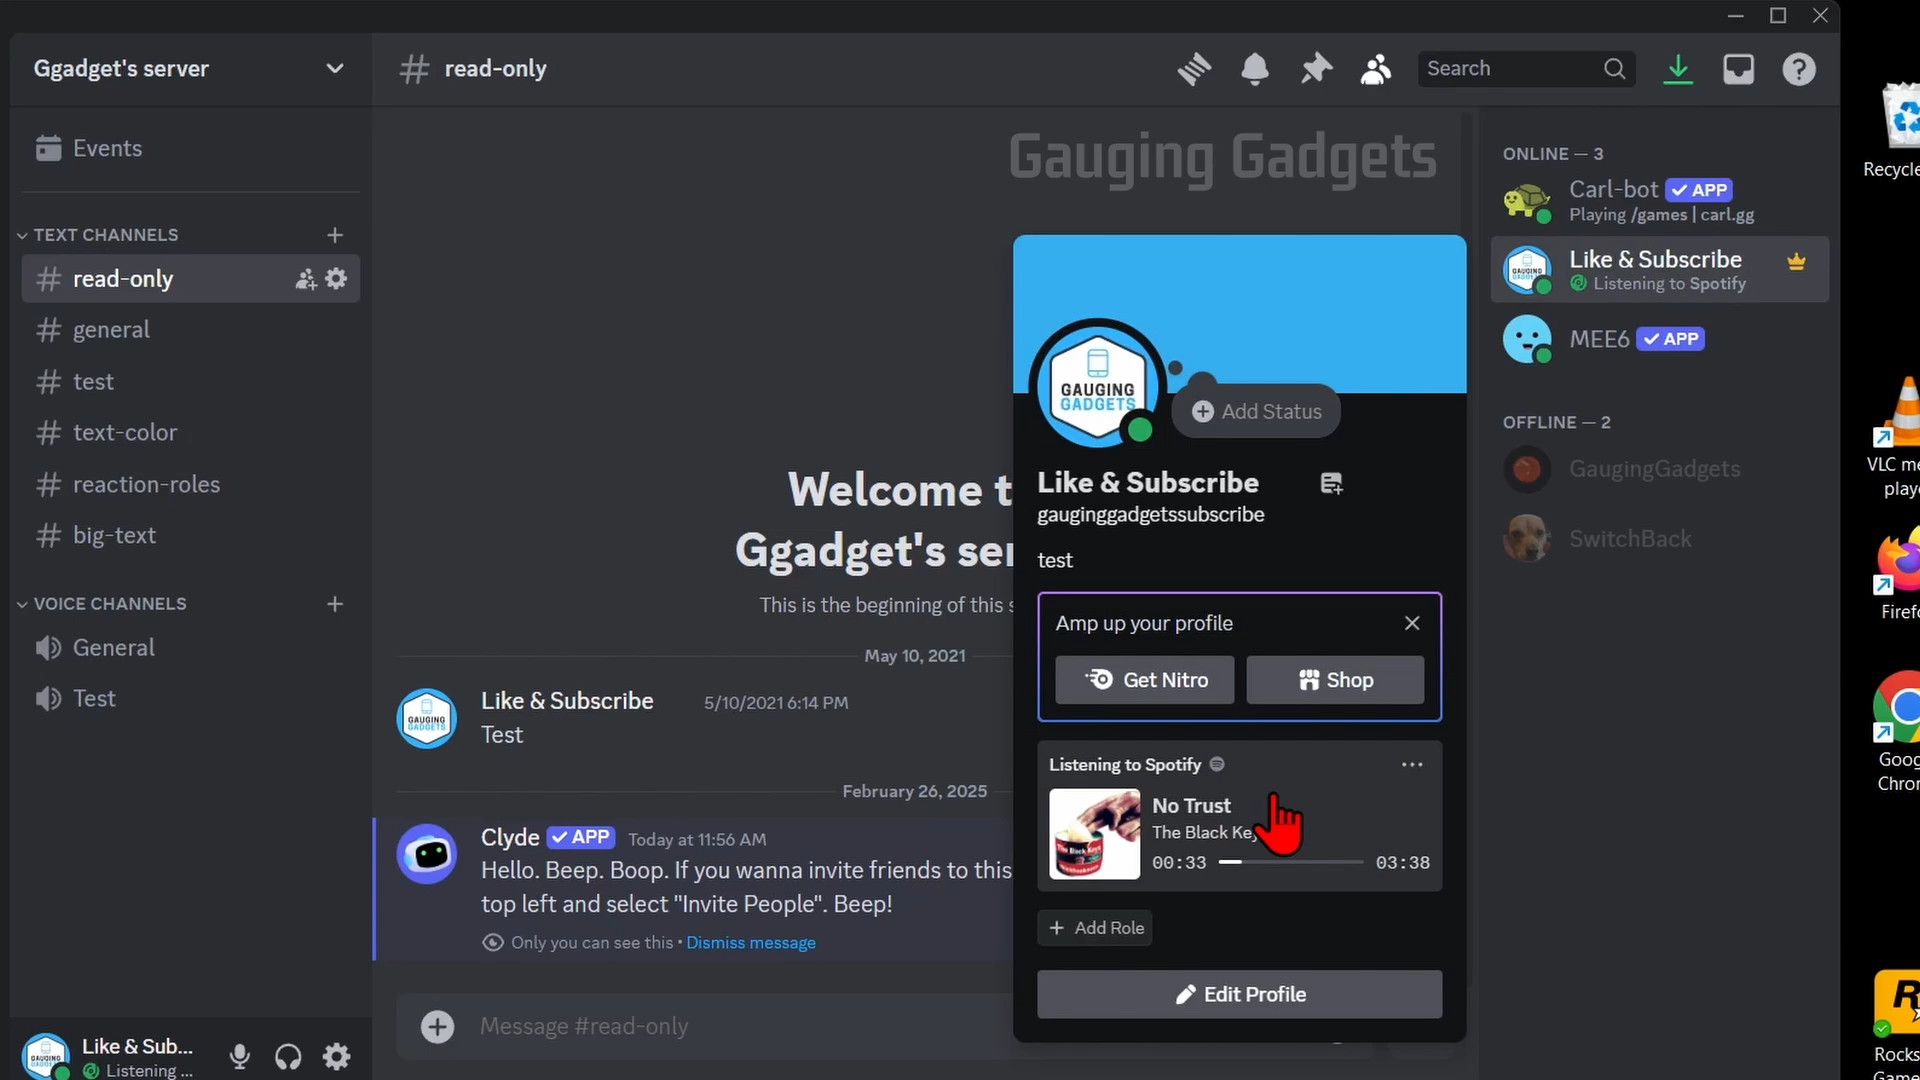 Ggadget's server
read-only
Search
Events
TEXT CHANNELS
read-only
general
test
text-color
reaction-roles
big-text
VOICE CHANNELS
General
Test
Like & Sub...
Listening ...
Gauging Gadgets
Welcome t
Ggadget's ser
This is the beginning of this s
May 10, 2021
Like & Subscribe 5/10/2021 6:14 PM
Test
February 26, 2025
Clyde APP Today at 11:56 AM
Hello. Beep. Boop. If you wanna invite friends to this
top left and select "Invite People". Beep!
Only you can see this • Dismiss message
Message #read-only
GAUGING
GADGETS
Add Status
Like & Subscribe
gauginggadgetssubscribe
test
Amp up your profile
Get Nitro
Shop
Listening to Spotify
No Trust
The Black Key
00:33
03:38
+ Add Role
Edit Profile
ONLINE — 3
Carl-bot APP
Playing /games | carl.gg
Like & Subscribe
Listening to Spotify
MEE6 APP
OFFLINE — 2
GaugingGadgets
SwitchBack
Recycle
VLC me
playe
Firefo
Goog
Chron
Rocks
Game